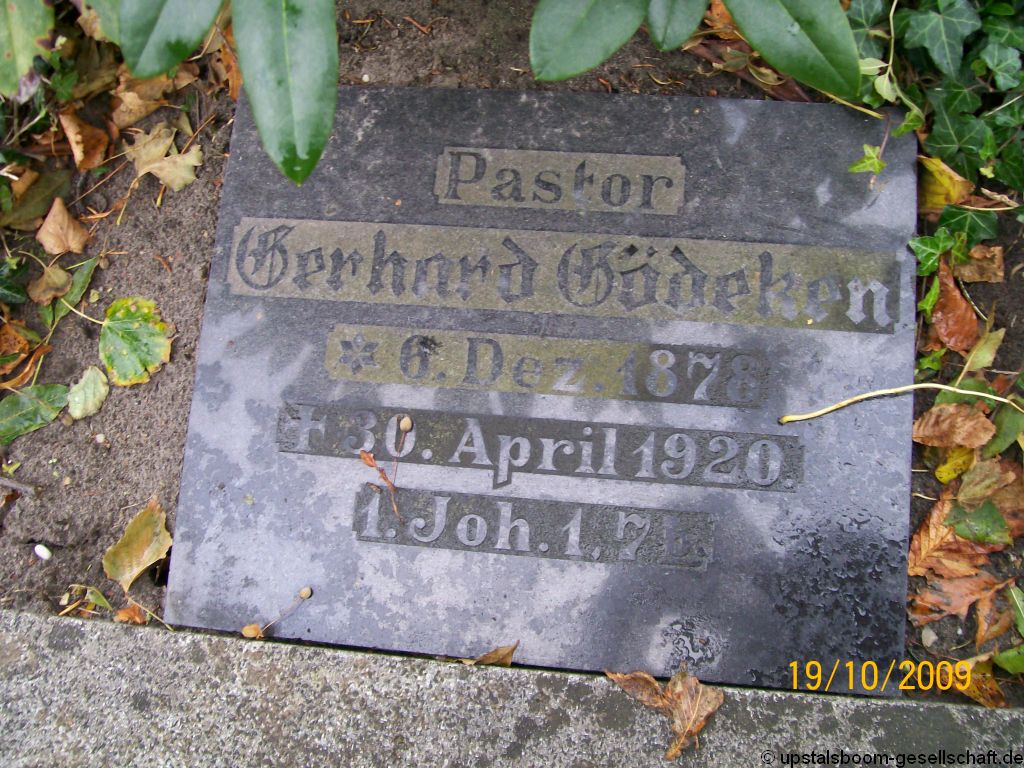 Pastor
Gerhard Gödeken
* 6. Dez. 1878
† 30. April 1920.
1. Joh. 1, 7b.
19/10/2009
© upstalsboom-gesellschaft.de